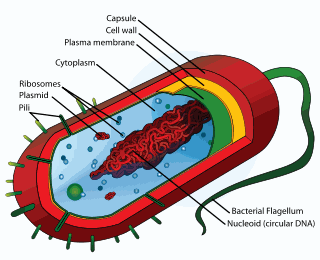 Capsule
Cell wall
Plasma membrane
Cytoplasm
Ribosomes
Plasmid
Pili
Bacterial Flagellum
Nucleoid (circular DNA)